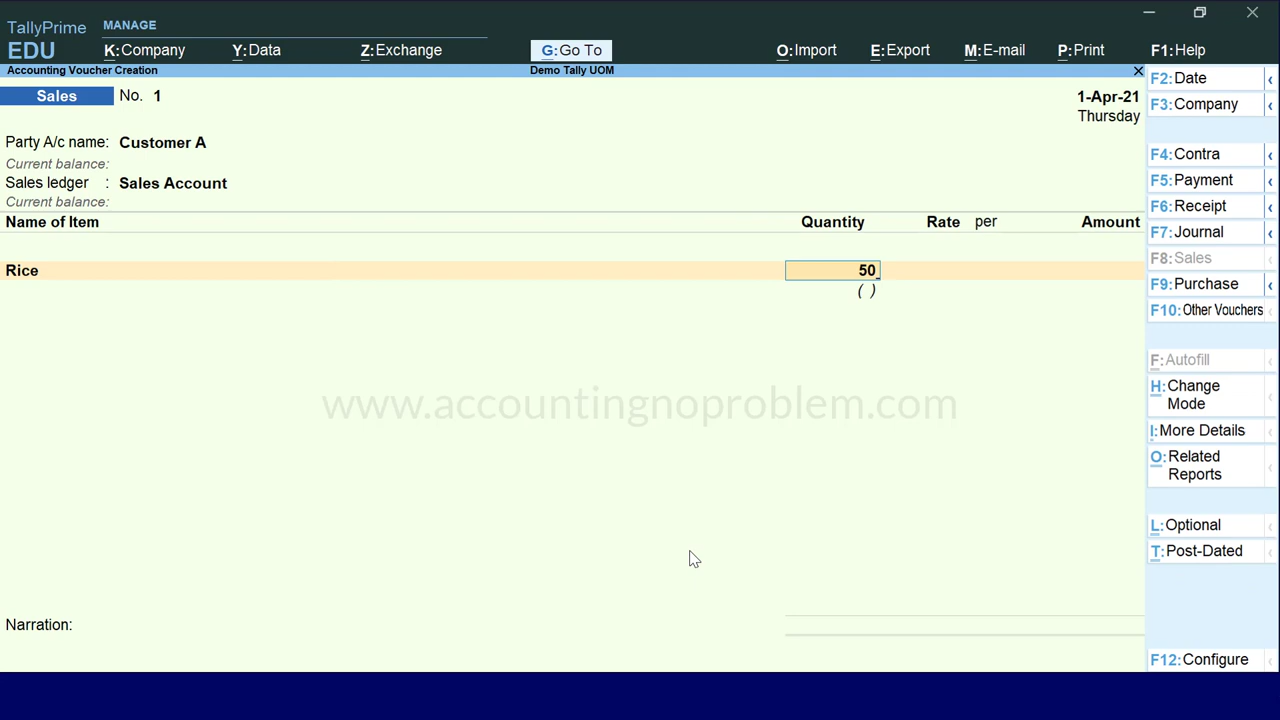 TallyPrime
EDU
MANAGE
K:Company Y:Data Z:Exchange G:Go To O:Import E:Export M:E-mail P:Print F1:Help
Accounting Voucher Creation Demo Tally UOM
Sales No. 1 1-Apr-21
Thursday
Party A/c name: Customer A
Current balance:
Sales ledger : Sales Account
Current balance:
Name of Item Quantity Rate per Amount
Rice 50
( )
www.accountingnoproblem.com
Narration:
F2:Date
F3:Company
F4:Contra
F5:Payment
F6:Receipt
F7:Journal
F8:Sales
F9:Purchase
F10:Other Vouchers
F:Autofill
H:Change
Mode
I:More Details
O:Related
Reports
L:Optional
T:Post-Dated
F12:Configure